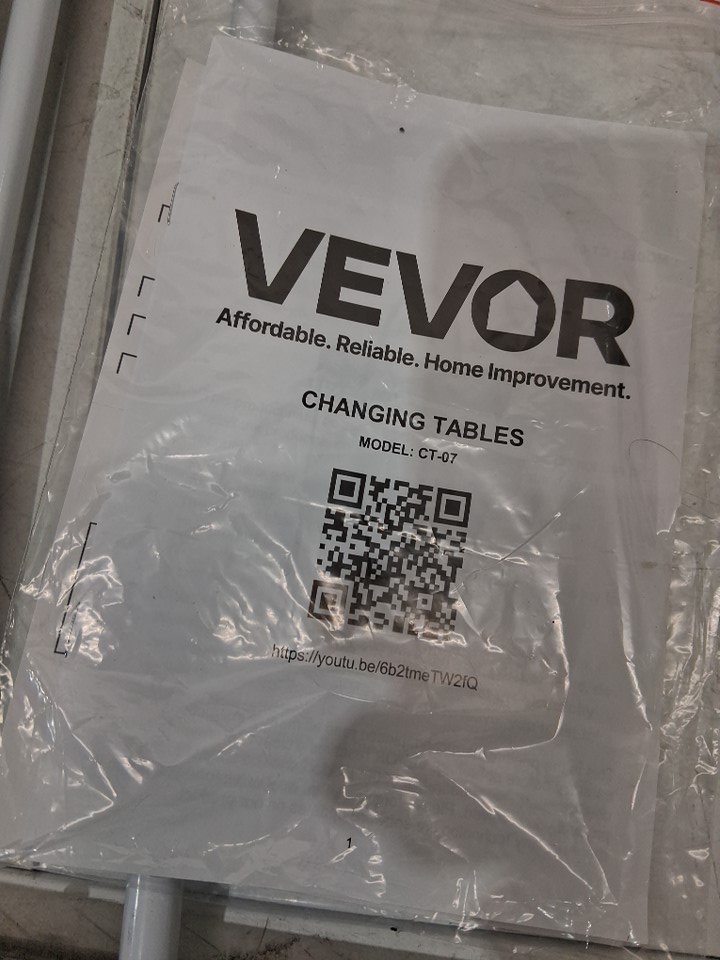 VEVOR
Affordable. Reliable. Home Improvement.
CHANGING TABLES
MODEL: CT-07
https://youtu.be/6b2tmeTW2fQ
1